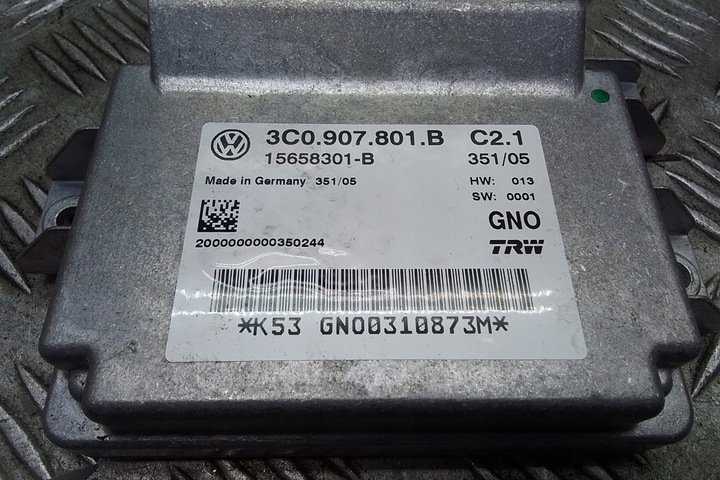 3C0.907.801.B C2.1
15658301-B 351/05
Made in Germany 351/05 HW: 013
SW: 0001
GNO
2000000000350244 TRW
*K53 GNO0310873M*